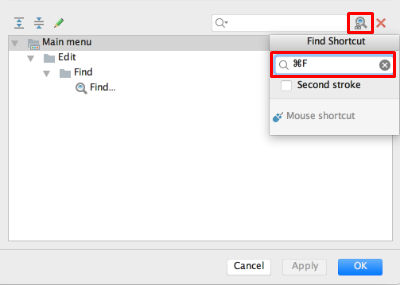 Find Shortcut
Main menu
⌘F
Edit
Second stroke
Find
Find...
Mouse shortcut
Cancel
Apply
OK